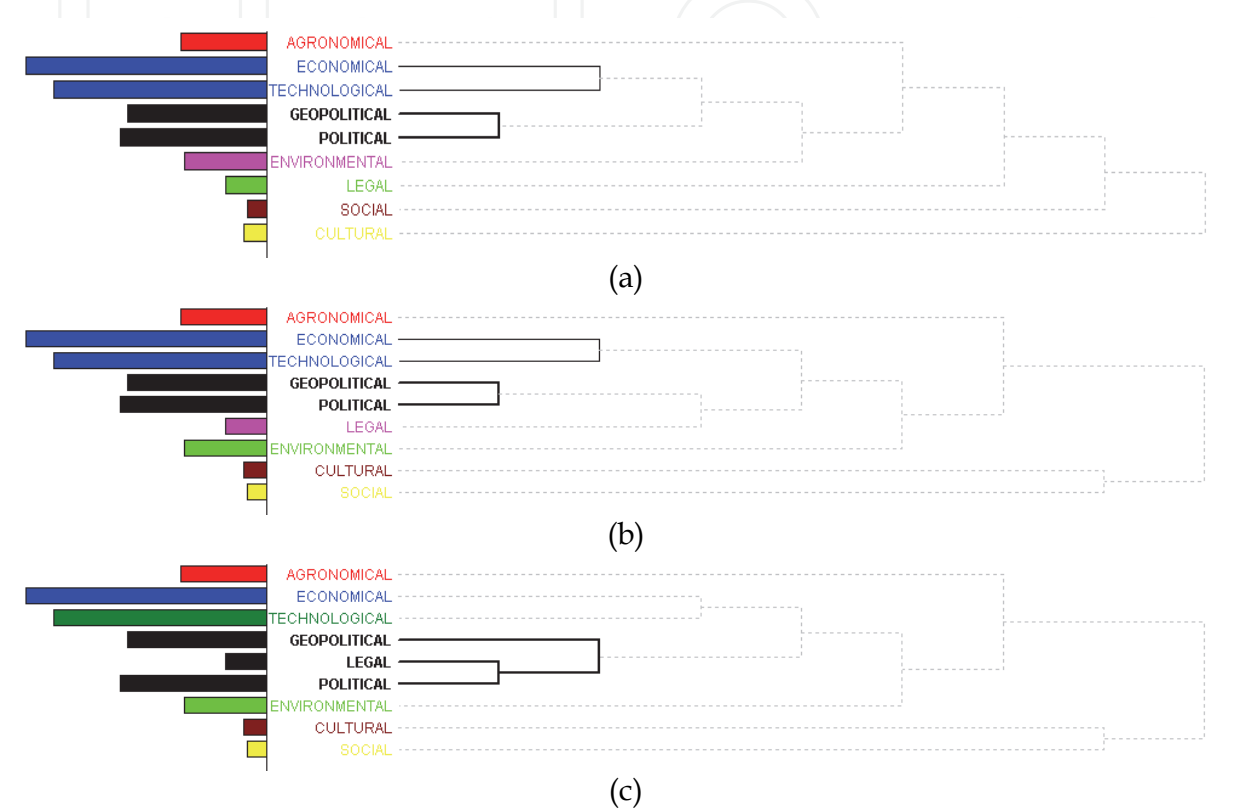 AGRONOMICAL
ECONOMICAL
TECHNOLOGICAL
GEOPOLITICAL
POLITICAL
ENVIRONMENTAL
LEGAL
SOCIAL
CULTURAL
(a)
AGRONOMICAL
ECONOMICAL
TECHNOLOGICAL
GEOPOLITICAL
POLITICAL
LEGAL
ENVIRONMENTAL
CULTURAL
SOCIAL
(b)
AGRONOMICAL
ECONOMICAL
TECHNOLOGICAL
GEOPOLITICAL
LEGAL
POLITICAL
ENVIRONMENTAL
CULTURAL
SOCIAL
(c)